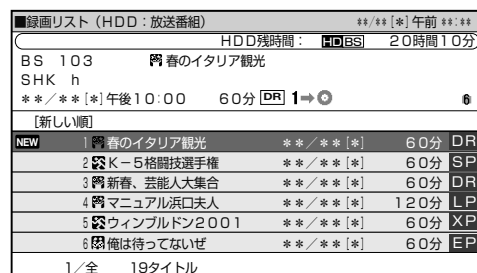 ■録画リスト（HDD：放送番組） **/**[*]午前**:**
HDD残時間： HD BS 20時間10分
BS 103 春のイタリア観光
SHK h
**／**[*]午後10:00 60分 DR 1➡
[新しい順]
NEW 1 春のイタリア観光 **／**[*] 60分 DR
2 K－5格闘技選手権 **／**[*] 60分 SP
3 新春、芸能人大集合 **／**[*] 60分 DR
4 マニュアル浜口夫人 **／**[*] 120分 LP
5 ウィンブルドン2001 **／**[*] 60分 XP
6 俺は待ってないぜ **／**[*] 60分 EP
1／全 19タイトル